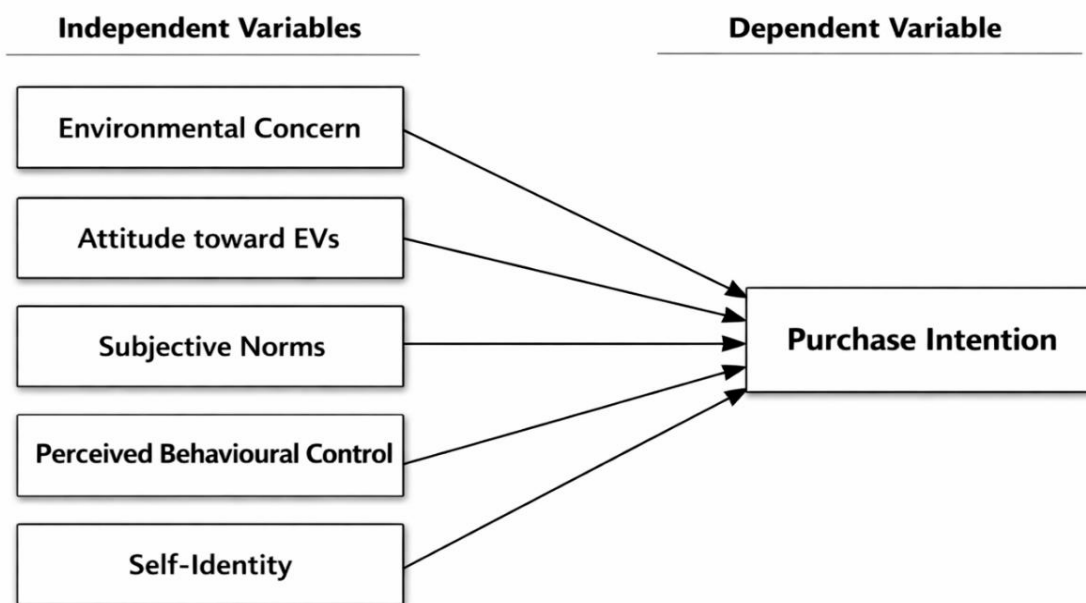 Independent Variables
Dependent Variable
Environmental Concern
Attitude toward EVs
Subjective Norms
Purchase Intention
Perceived Behavioural Control
Self-Identity